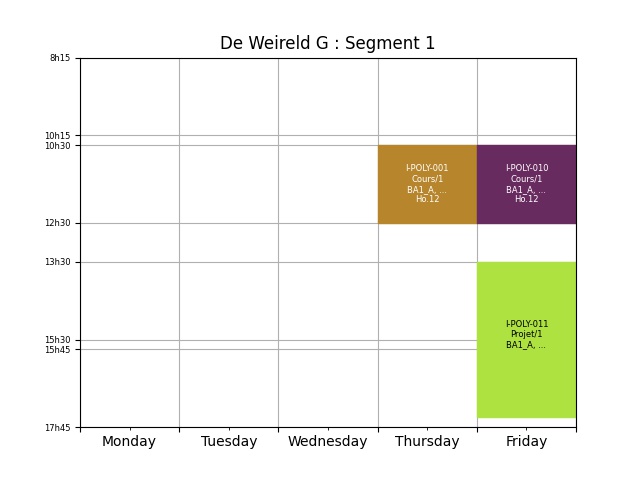 De Weireld G : Segment 1
8h15
10h15
10h30
I-POLY-001
Cours/1
BA1_A, ...
Ho.12
I-POLY-010
Cours/1
BA1_A, ...
Ho.12
12h30
13h30
I-POLY-011
Projet/1
BA1_A, ...
15h30
15h45
17h45
Monday
Tuesday
Wednesday
Thursday
Friday